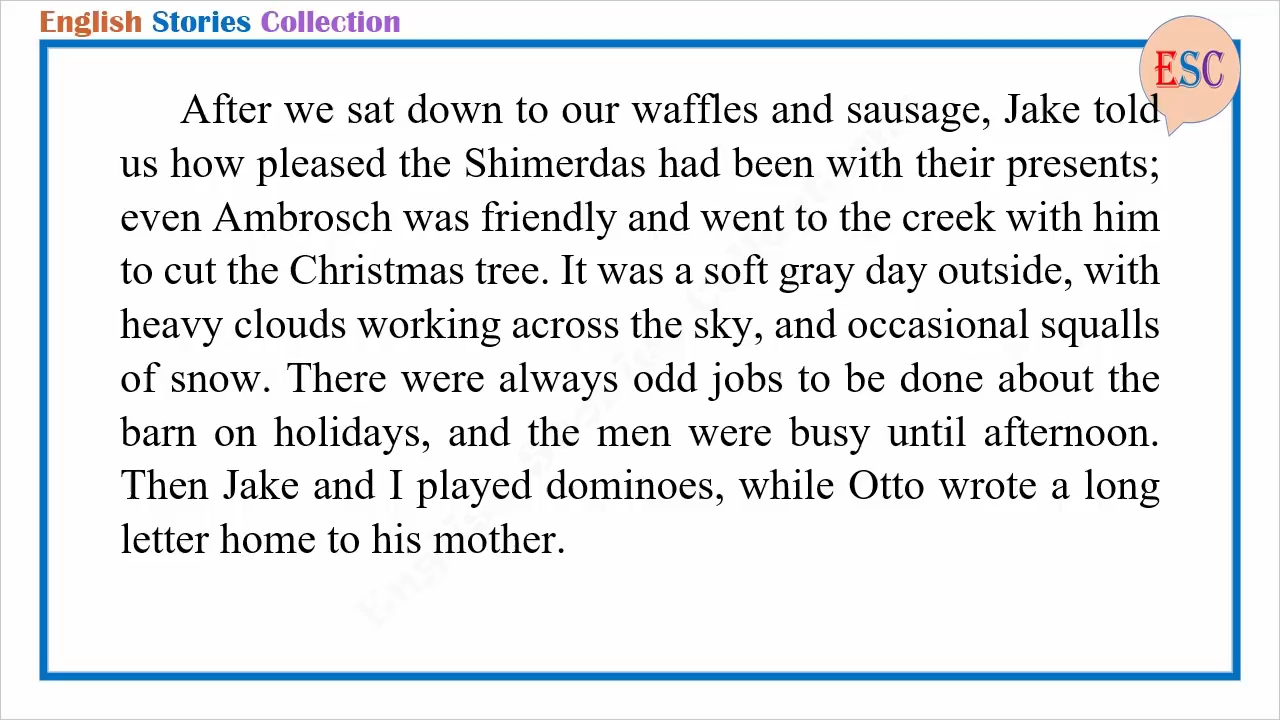 English Stories Collection
ESC
After we sat down to our waffles and sausage, Jake told
us how pleased the Shimerdas had been with their presents;
even Ambrosch was friendly and went to the creek with him
to cut the Christmas tree. It was a soft gray day outside, with
heavy clouds working across the sky, and occasional squalls
of snow. There were always odd jobs to be done about the
barn on holidays, and the men were busy until afternoon.
Then Jake and I played dominoes, while Otto wrote a long
letter home to his mother.